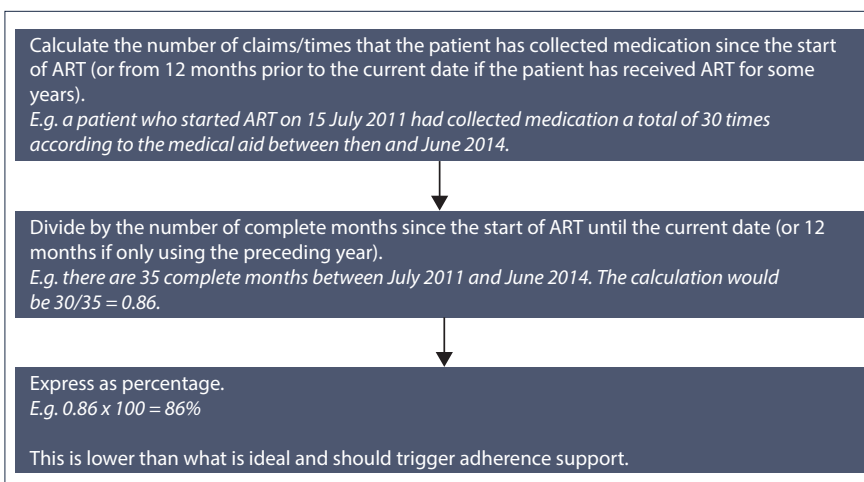 Calculate the number of claims/times that the patient has collected medication since the start
of ART (or from 12 months prior to the current date if the patient has received ART for some
years).
E.g. a patient who started ART on 15 July 2011 had collected medication a total of 30 times
according to the medical aid between then and June 2014.
Divide by the number of complete months since the start of ART until the current date (or 12
months if only using the preceding year).
E.g. there are 35 complete months between July 2011 and June 2014. The calculation would
be 30/35 = 0.86.
Express as percentage.
E.g. 0.86 x 100 = 86%
This is lower than what is ideal and should trigger adherence support.